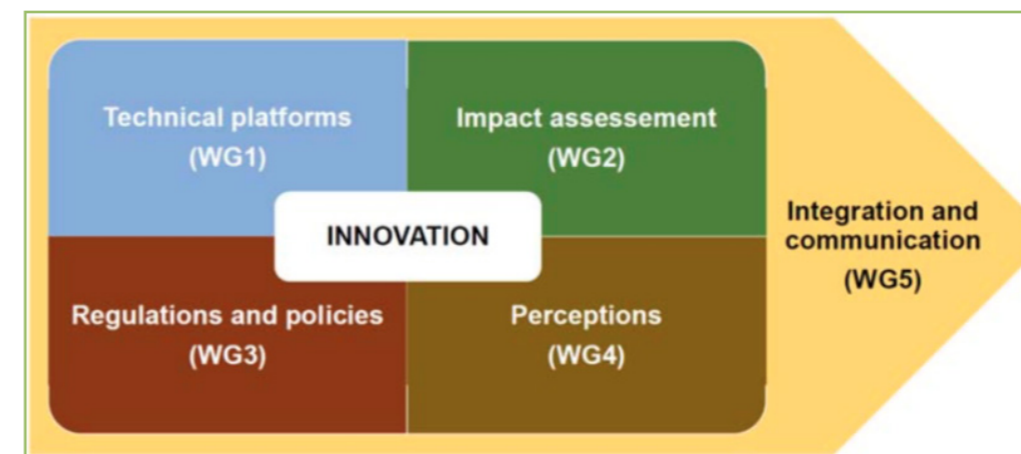 Technical platforms
(WG1)
Impact assessement
(WG2)
INNOVATION
Regulations and policies
(WG3)
Perceptions
(WG4)
Integration and
communication
(WG5)